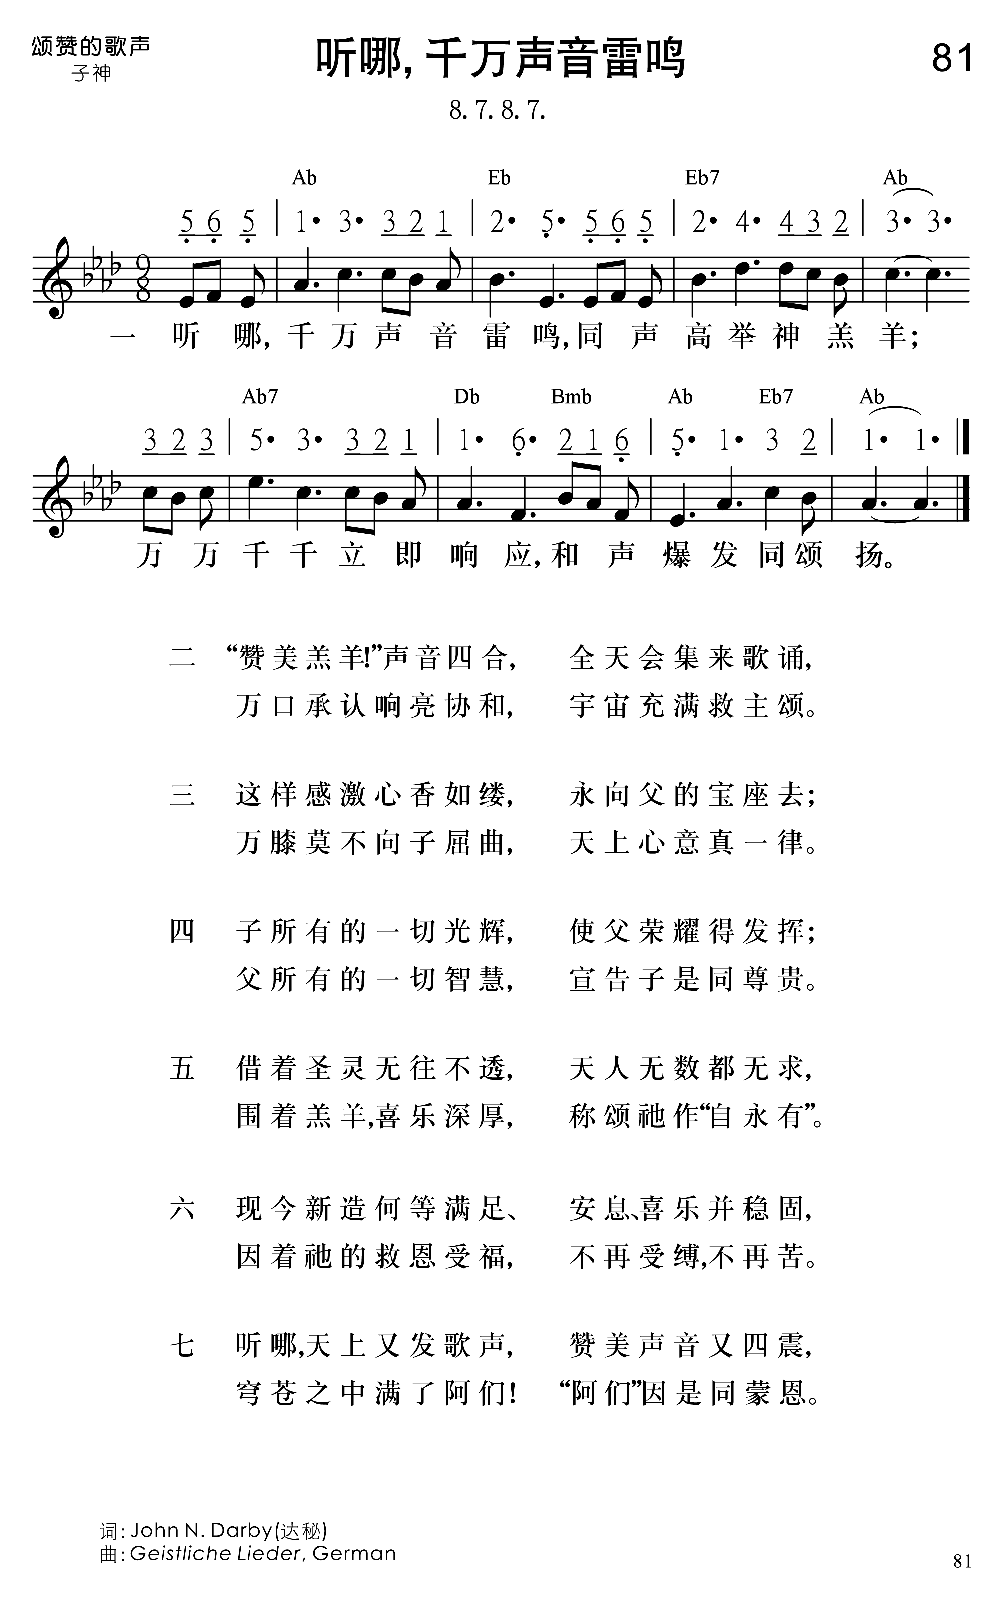 颂赞的歌声
子神
听哪,千万声音雷鸣
81
8. 7. 8. 7.
Ab Eb Eb7 Ab
5 6 5 | 1• 3• 3 2 1 | 2• 5• 5 6 5 | 2• 4• 4 3 2 | 3• 3•
9
8
一 听 哪, 千 万 声 音 雷 鸣, 同 声 高 举 神 羔 羊;
Ab7 Db Bmb Ab Eb7 Ab
3 2 3 | 5• 3• 3 2 1 | 1• 6• 2 1 6 | 5• 1• 3 2 | 1• 1•
万 万 千 千 立 即 响 应, 和 声 爆 发 同 颂 扬。
二 “赞美羔羊!”声音四合, 全天会集来歌诵,
万口承认响亮协和, 宇宙充满救主颂。
三 这样感激心香如缕, 永向父的宝座去;
万膝莫不向子屈曲, 天上心意真一律。
四 子所有的一切光辉, 使父荣耀得发挥;
父所有的一切智慧, 宣告子是同尊贵。
五 借着圣灵无往不透, 天人无数都无求,
围着羔羊,喜乐深厚, 称颂祂作“自永有”。
六 现今新造何等满足、 安息、喜乐并稳固,
因着祂的救恩受福, 不再受缚,不再苦。
七 听哪,天上又发歌声, 赞美声音又四震,
穹苍之中满了阿们! “阿们”因是同蒙恩。
词: John N. Darby(达秘)
曲: Geistliche Lieder, German
81